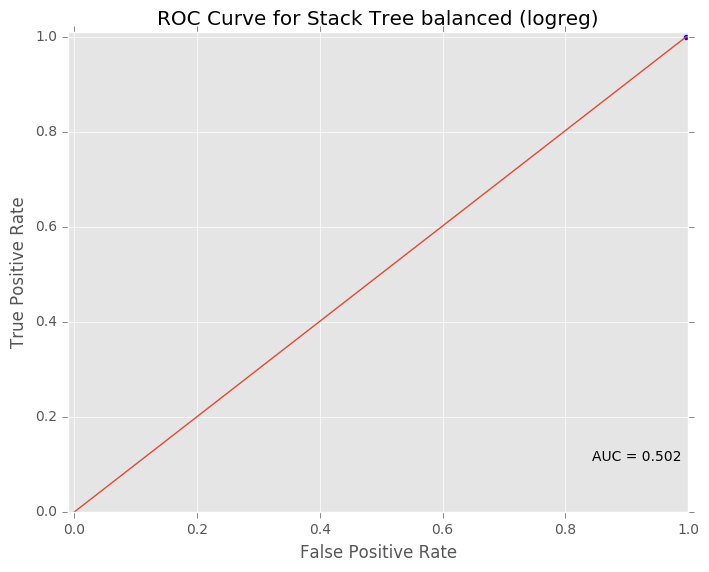 ROC Curve for Stack Tree balanced (logreg)
1.0
0.8
True Positive Rate
0.6
0.4
0.2
AUC = 0.502
0.0
0.0 0.2 0.4 0.6 0.8 1.0
False Positive Rate